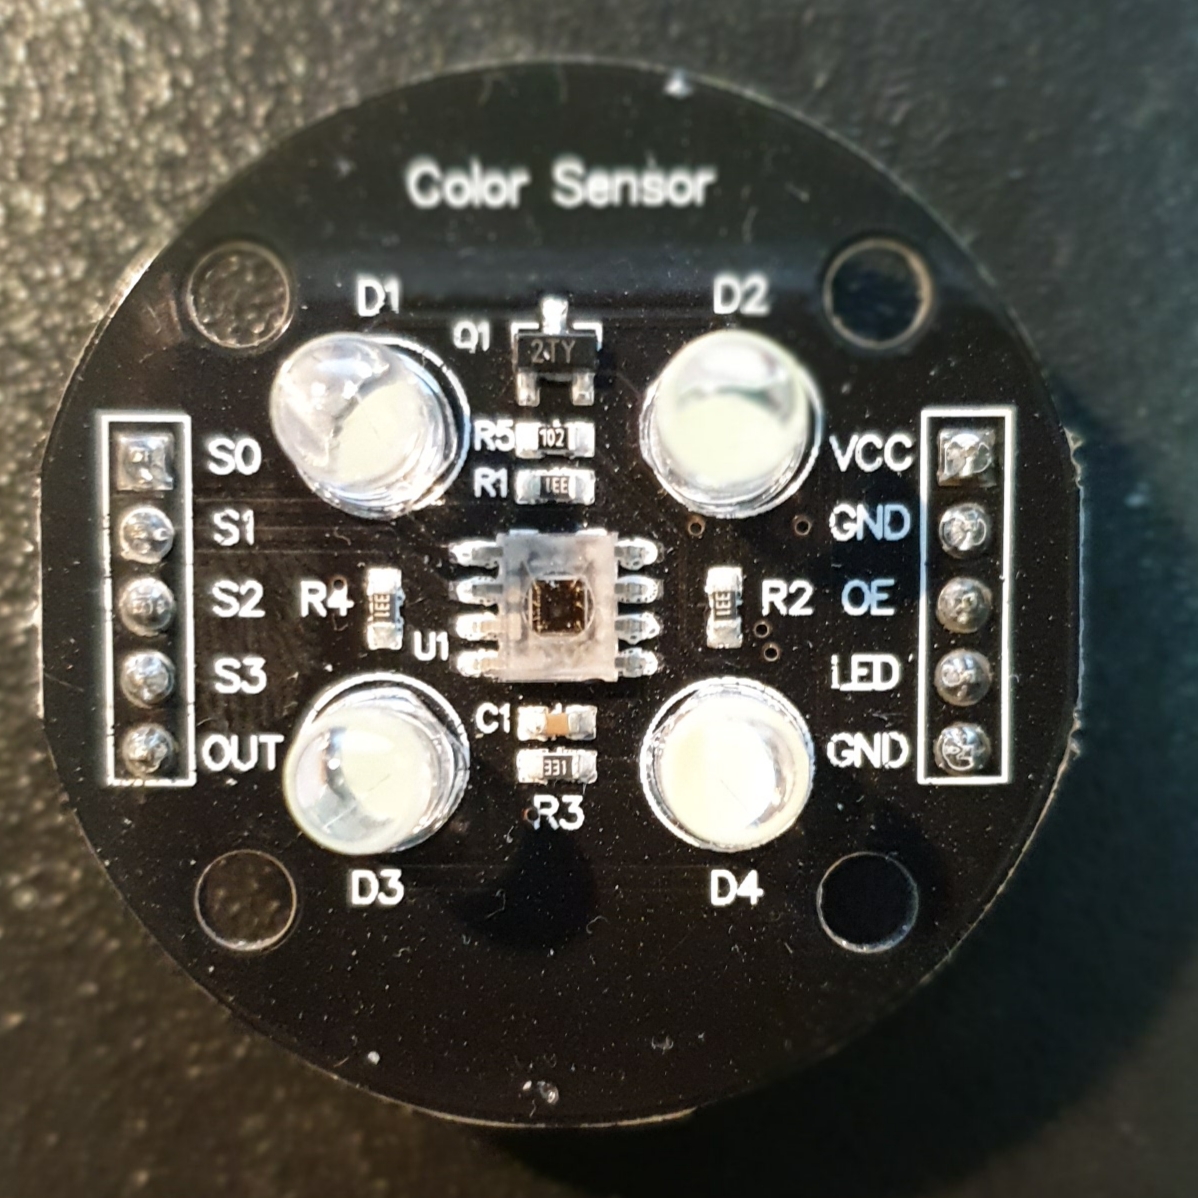 Color Sensor
D1
D2
Q1
2TY
R5
102
R1
S0
S1
S2
S3
OUT
VCC
GND
OE
LED
GND
R4
R2
U1
C1
331
R3
D3
D4